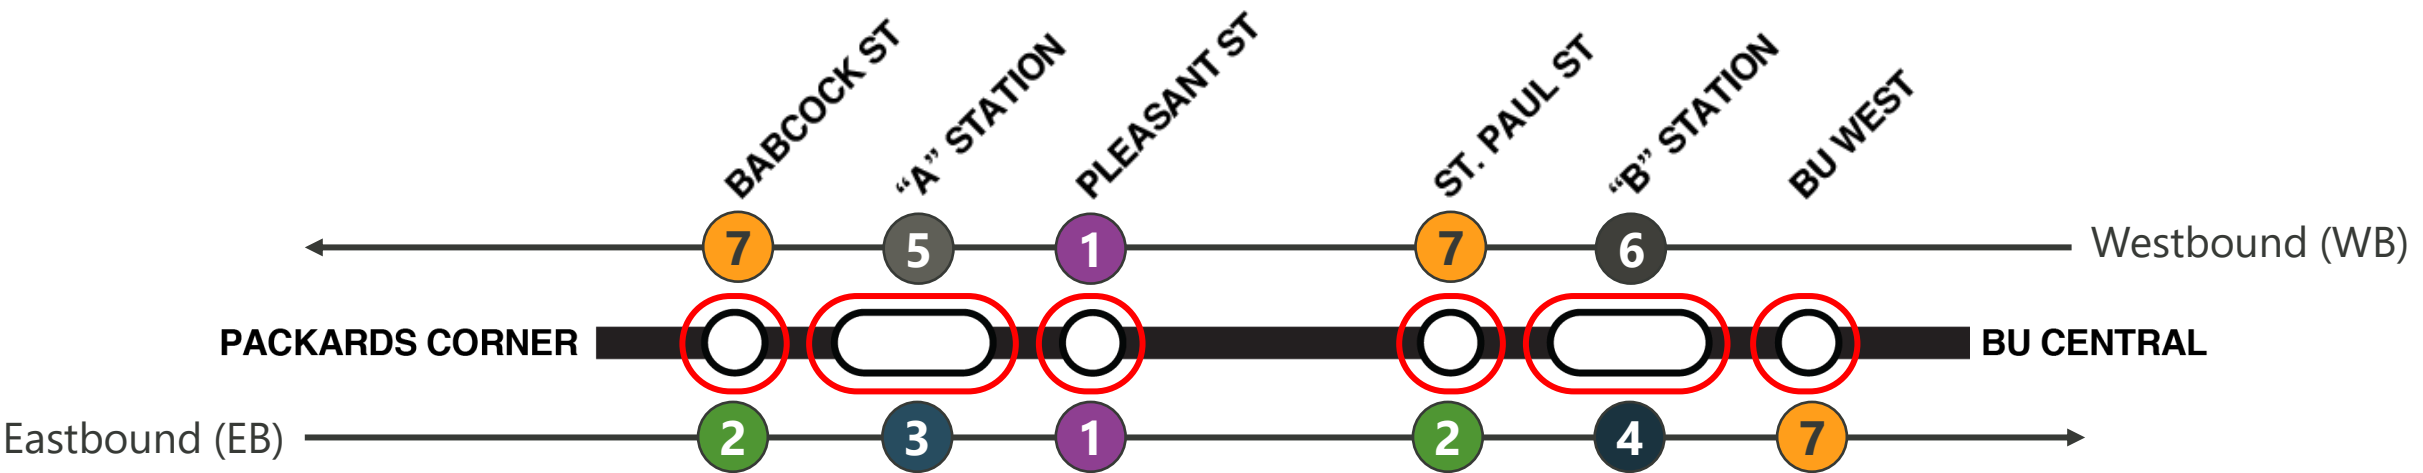 BABCOCK ST
“A” STATION
PLEASANT ST
ST. PAUL ST
“B” STATION
BU WEST
7 5 1 7 6
Westbound (WB)
PACKARDS CORNER
BU CENTRAL
Eastbound (EB)
2 3 1 2 4 7